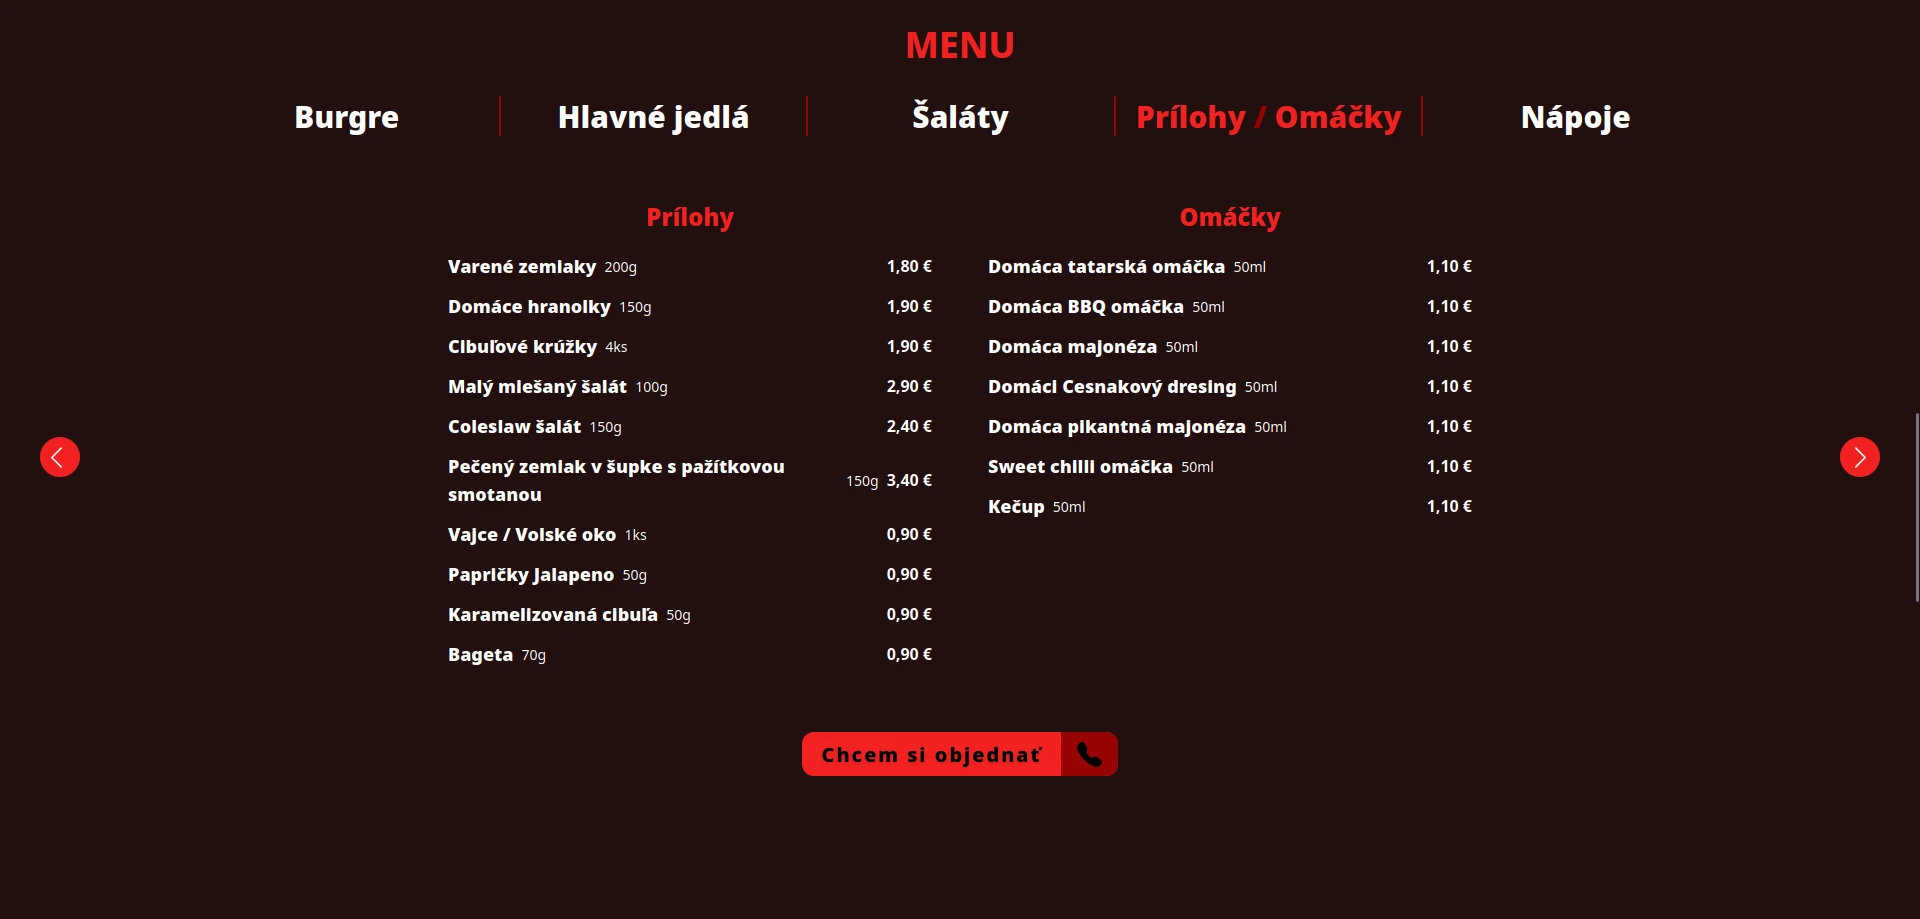 MENU
Burgre
Hlavné jedlá
Šaláty
Prílohy / Omáčky
Nápoje
Prílohy
Varené zemiaky 200g 1,80 €
Domáce hranolky 150g 1,90 €
Cibuľové krúžky 4ks 1,90 €
Malý miešaný šalát 100g 2,90 €
Coleslaw šalát 150g 2,40 €
Pečený zemiak v šupke s pažítkovou
smotanou 150g 3,40 €
Vajce / Volské oko 1ks 0,90 €
Papričky Jalapeno 50g 0,90 €
Karamelizovaná cibuľa 50g 0,90 €
Bageta 70g 0,90 €
Omáčky
Domáca tatarská omáčka 50ml 1,10 €
Domáca BBQ omáčka 50ml 1,10 €
Domáca majonéza 50ml 1,10 €
Domáci Cesnakový dresing 50ml 1,10 €
Domáca pikantná majonéza 50ml 1,10 €
Sweet chilli omáčka 50ml 1,10 €
Kečup 50ml 1,10 €
Chcem si objednať